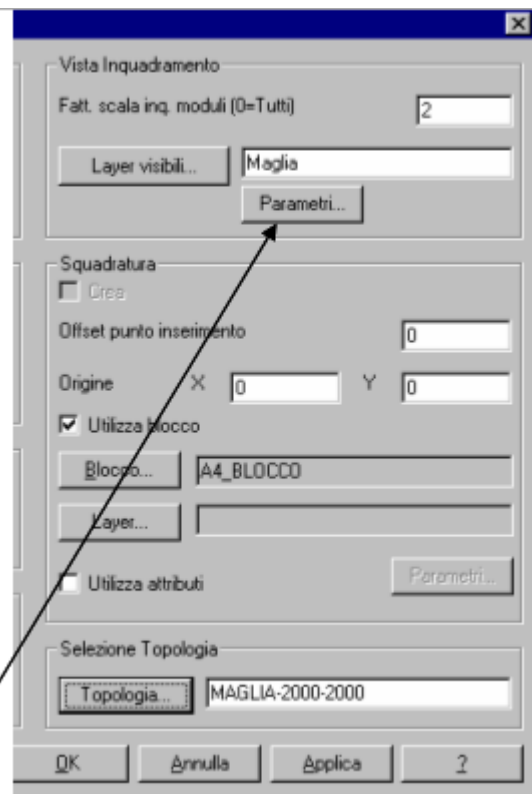 Vista Inquadramento
Fatt. scala inq. moduli (0=Tutti) 2
Layer visibili... Maglia
Parametri...
Squadratura
Crea
Offset punto inserimento 0
Origine X 0 Y 0
Utilizza blocco
Blocco... A4_BLOCCO
Layer...
Utilizza attributi Parametri...
Selezione Topologia
Topologia... MAGLIA-2000-2000
OK Annulla Applica ?